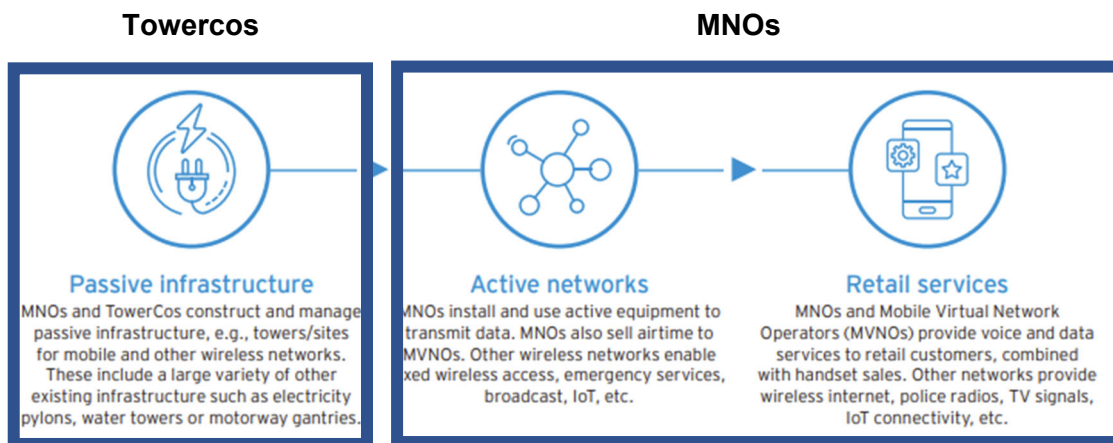 Towercos
MNOs
Passive infrastructure
MNOs and TowerCos construct and manage
passive infrastructure, e.g., towers/sites
for mobile and other wireless networks.
These include a large variety of other
existing infrastructure such as electricity
pylons, water towers or motorway gantries.
Active networks
MNOs install and use active equipment to
transmit data. MNOs also sell airtime to
MVNOs. Other wireless networks enable
xed wireless access, emergency services,
broadcast, IoT, etc.
Retail services
MNOs and Mobile Virtual Network
Operators (MVNOs) provide voice and data
services to retail customers, combined
with handset sales. Other networks provide
wireless internet, police radios, TV signals,
IoT connectivity, etc.